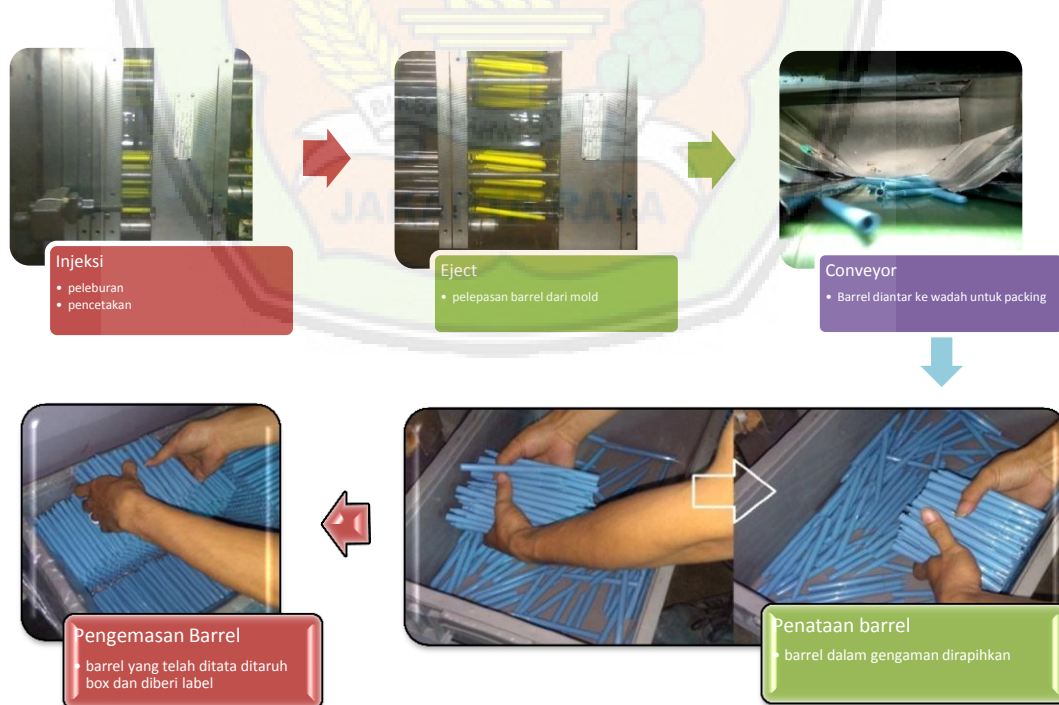 Injeksi
• peleburan
• pencetakan
Eject
• pelepasan barrel dari mold
Conveyor
• Barrel diantar ke wadah untuk packing
Penataan barrel
• barrel dalam gengaman dirapihkan
Pengemasan Barrel
• barrel yang telah ditata ditaruh
box dan diberi label